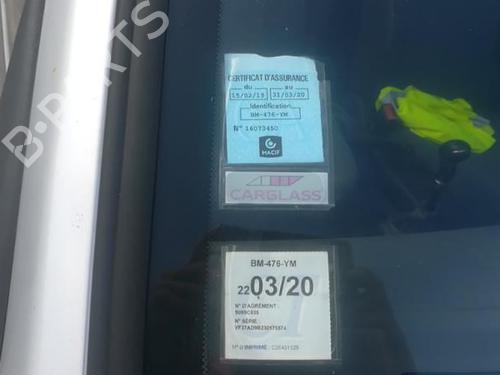 B-PARTS
CERTIFICAT D'ASSURANCE
du au
15/02/19 31/03/20
Identification
BM-476-YM
N° 16073450
MACIF
CARGLASS
BM-476-YM
22 03/20
N° D'AGRÉMENT :
N° SÉRIE :
N° D'IMPRIMÉ :